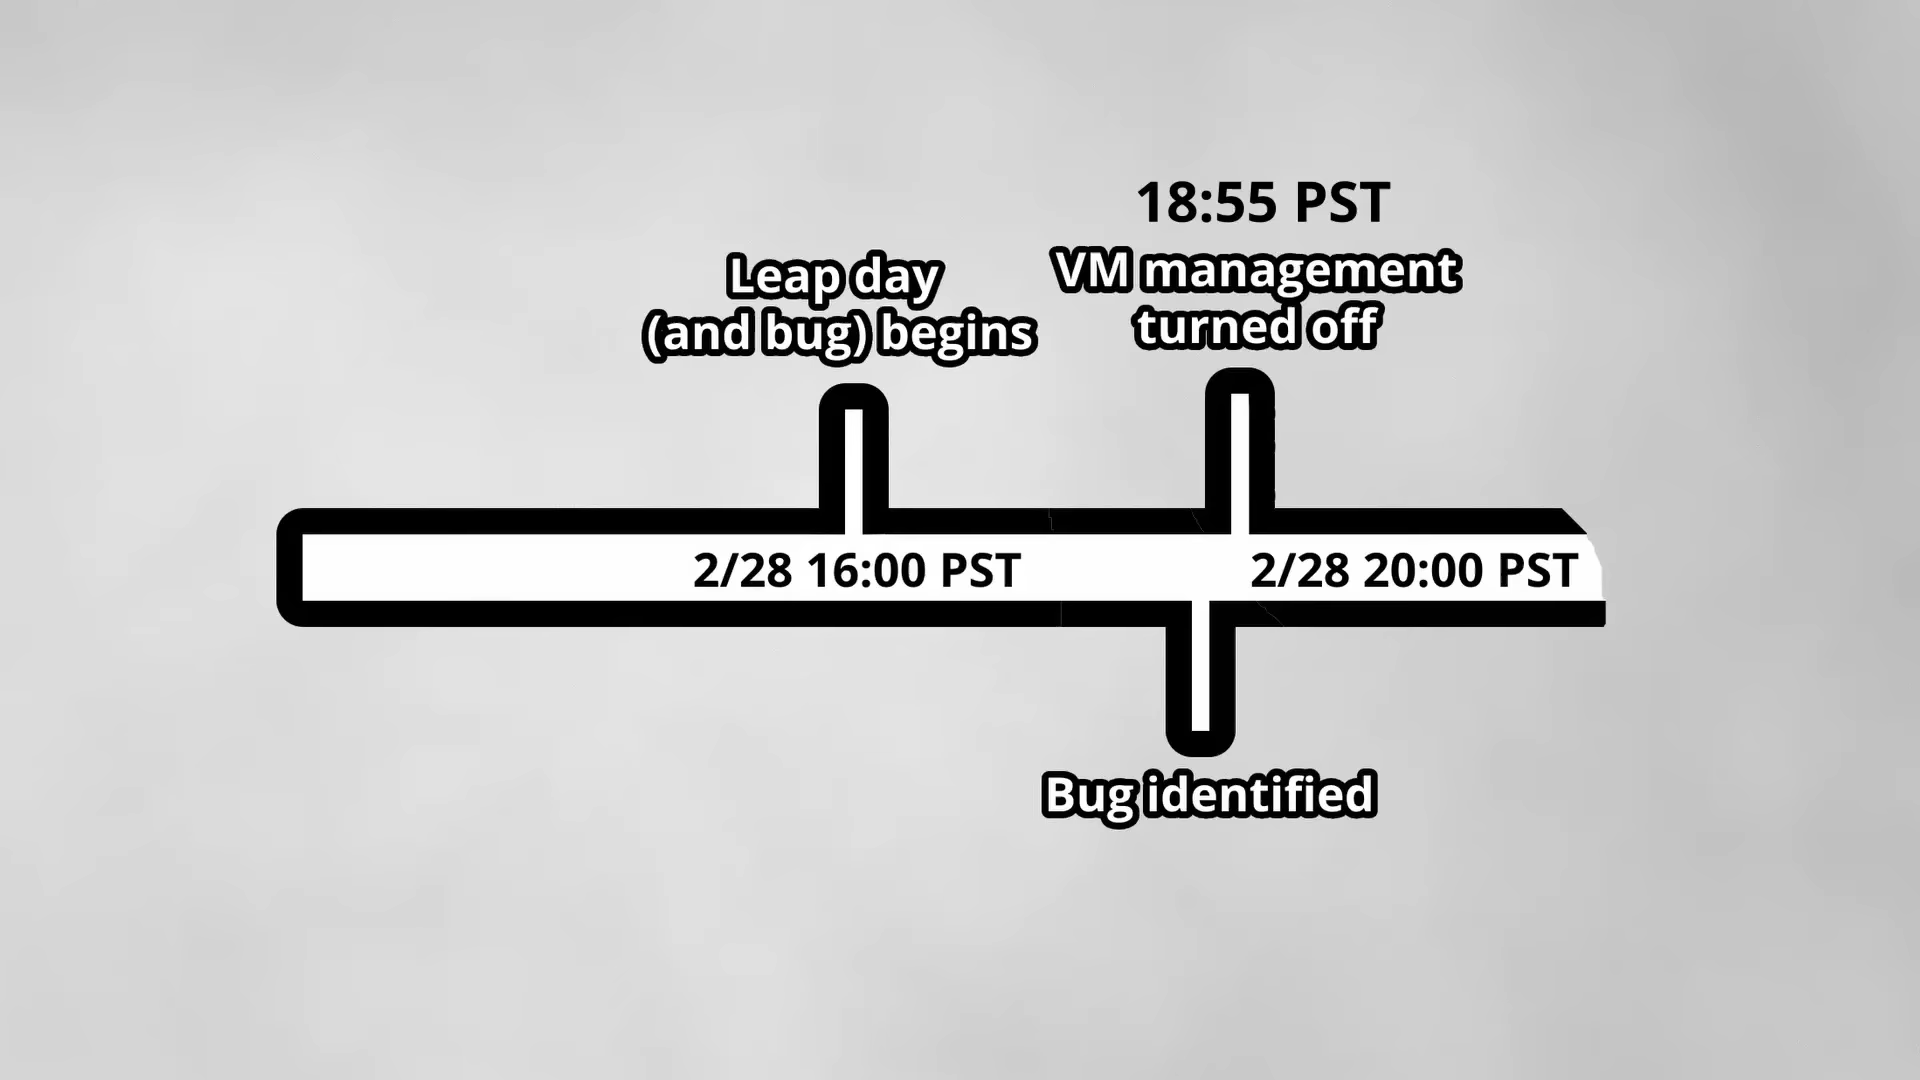 18:55 PST
Leap day
(and bug) begins
VM management
turned off
2/28 16:00 PST
2/28 20:00 PST
Bug identified